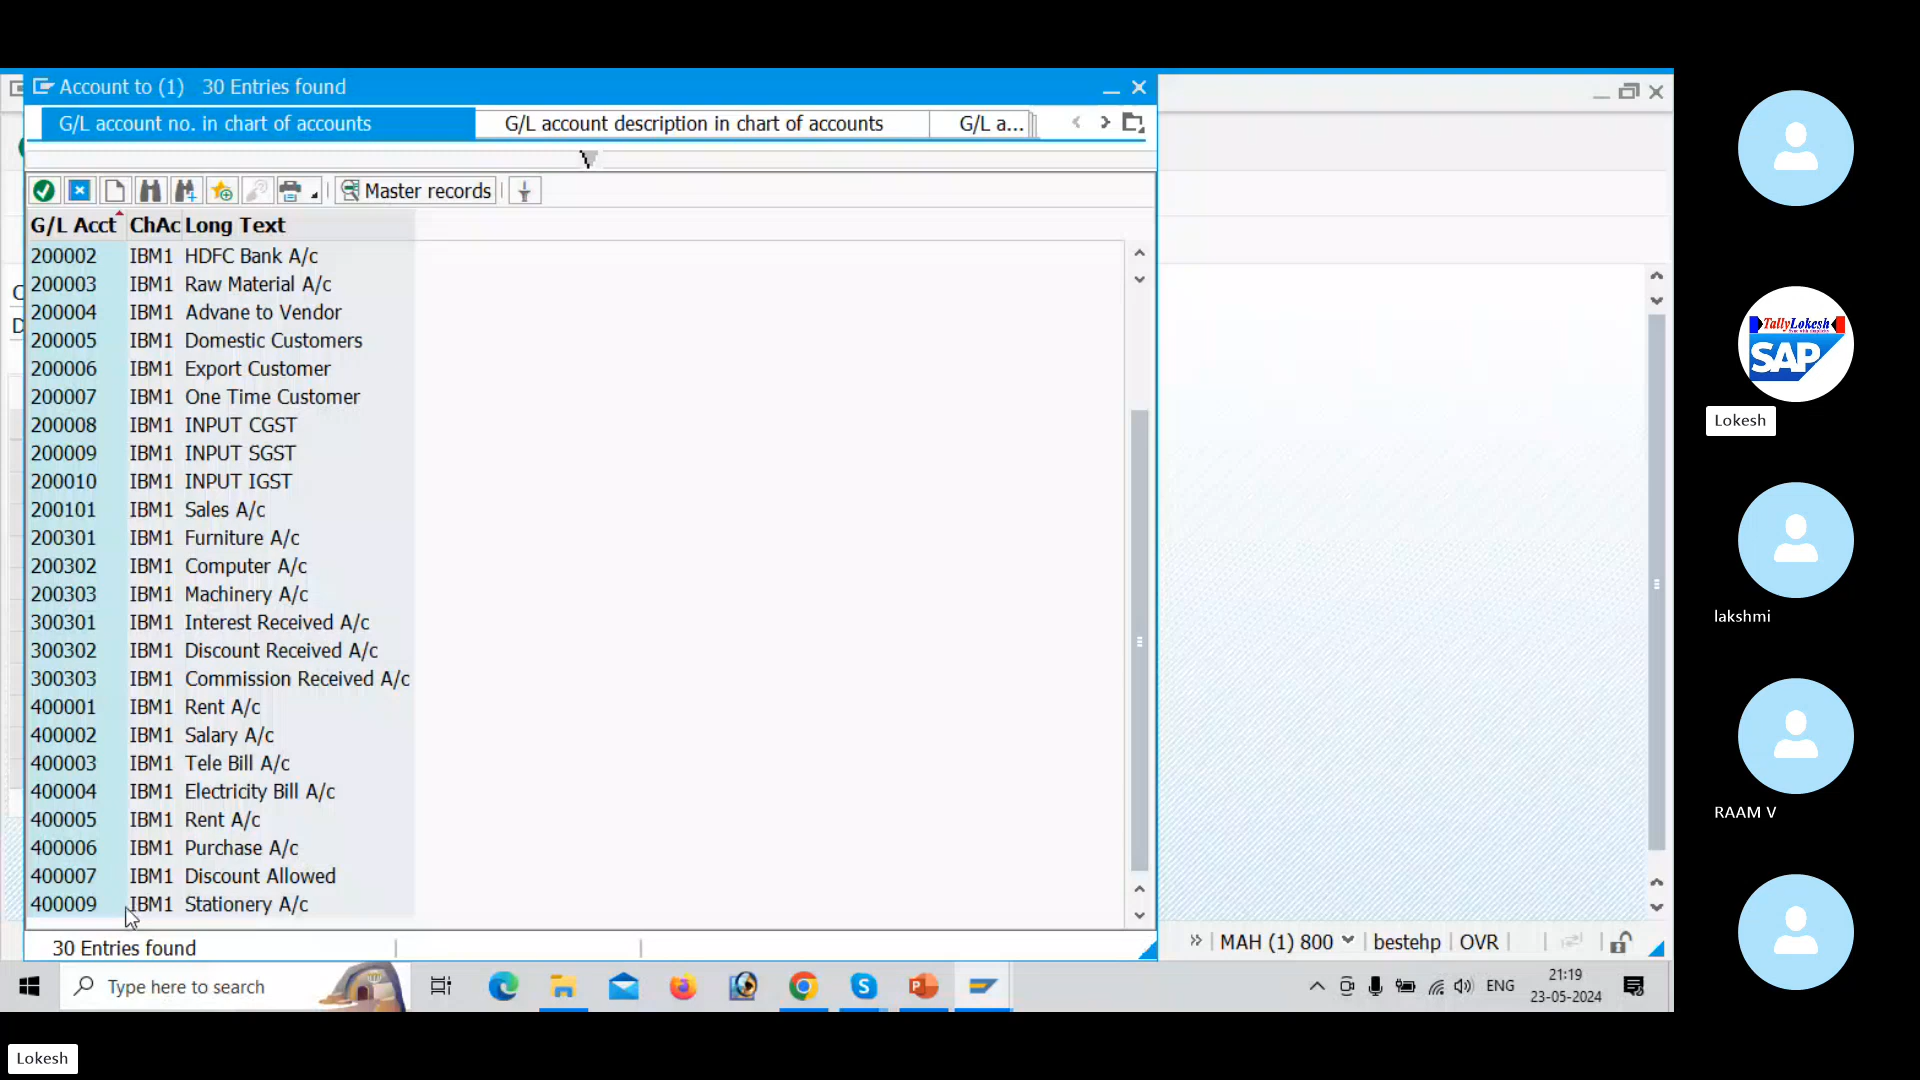 Account to (1) 30 Entries found
G/L account no. in chart of accounts
G/L account description in chart of accounts
G/L a...
Master records
G/L Acct ChAc Long Text
200002 IBM1 HDFC Bank A/c
200003 IBM1 Raw Material A/c
200004 IBM1 Advane to Vendor
200005 IBM1 Domestic Customers
200006 IBM1 Export Customer
200007 IBM1 One Time Customer
200008 IBM1 INPUT CGST
200009 IBM1 INPUT SGST
200010 IBM1 INPUT IGST
200101 IBM1 Sales A/c
200301 IBM1 Furniture A/c
200302 IBM1 Computer A/c
200303 IBM1 Machinery A/c
300301 IBM1 Interest Received A/c
300302 IBM1 Discount Received A/c
300303 IBM1 Commission Received A/c
400001 IBM1 Rent A/c
400002 IBM1 Salary A/c
400003 IBM1 Tele Bill A/c
400004 IBM1 Electricity Bill A/c
400005 IBM1 Rent A/c
400006 IBM1 Purchase A/c
400007 IBM1 Discount Allowed
400009 IBM1 Stationery A/c
30 Entries found
MAH (1) 800 bestehp OVR
Type here to search
ENG
21:19
23-05-2024
TallyLokesh
SAP
Lokesh
lakshmi
RAAM V
Lokesh